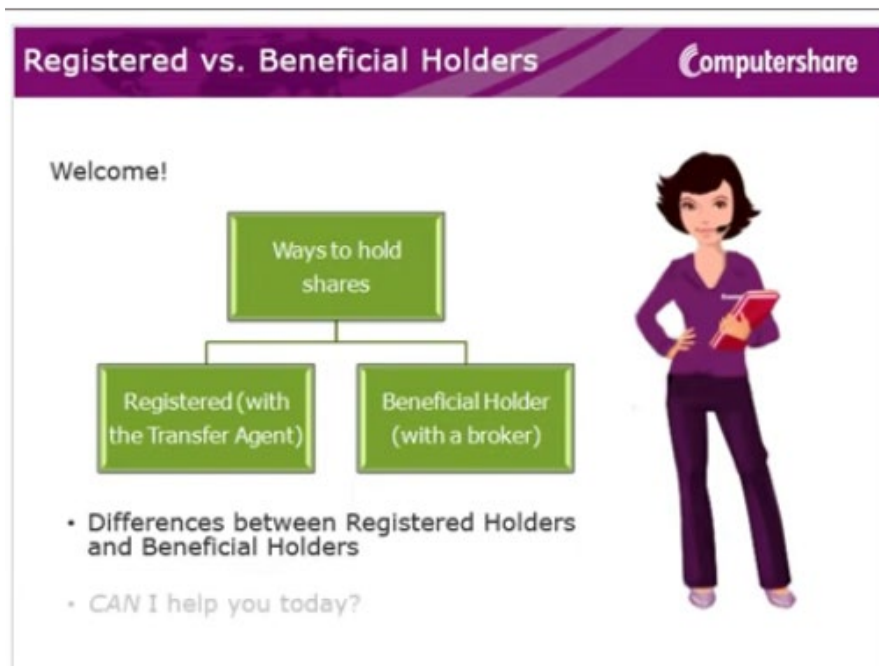 Registered vs. Beneficial Holders
Computershare
Welcome!
Ways to hold
shares
Registered (with
the Transfer Agent)
Beneficial Holder
(with a broker)
• Differences between Registered Holders
and Beneficial Holders
• CAN I help you today?